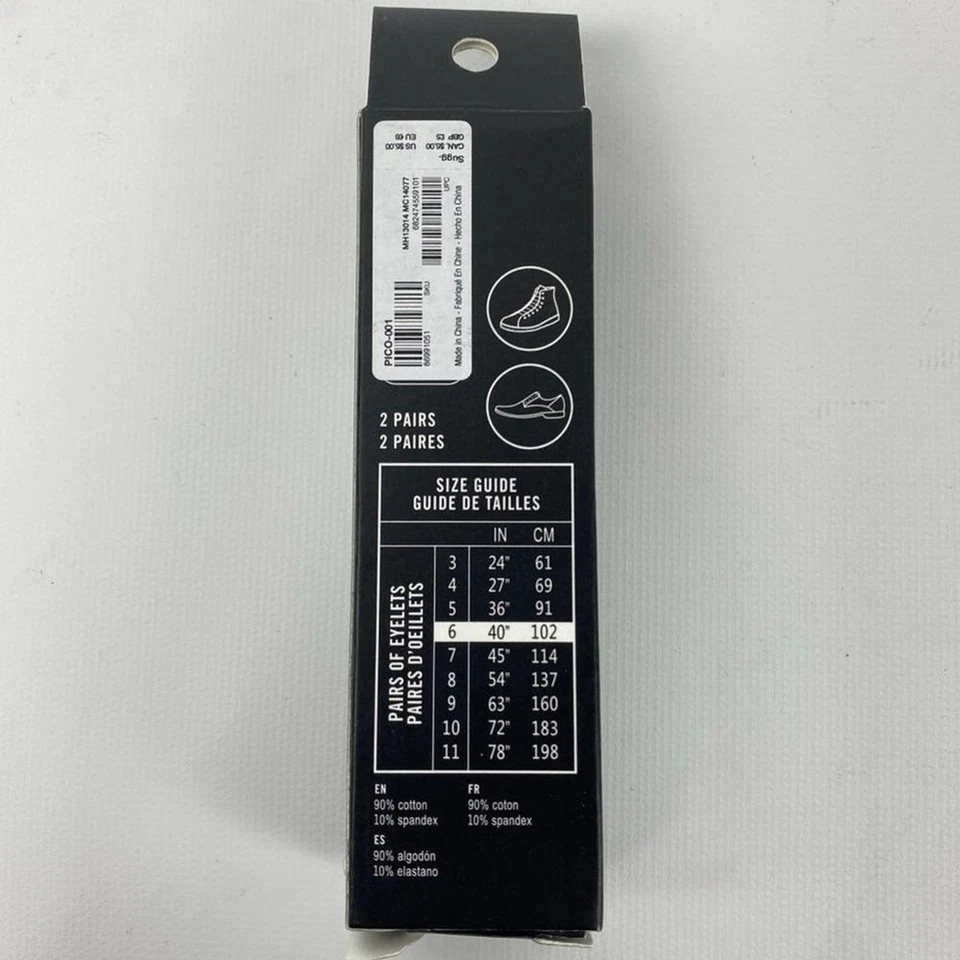 Sugg.
CAN. $6.00 US $5.00
GBP £5 EU €6
MH13014 MC14077
682474559101
UPC
PICO-001
86991051
SKU
Made in China - Fabriqué En Chine - Hecho En China
2 PAIRS
2 PAIRES
SIZE GUIDE
GUIDE DE TAILLES
IN CM
PAIRS OF EYELETS
PAIRES D'OEILLETS
3 24" 61
4 27" 69
5 36" 91
6 40" 102
7 45" 114
8 54" 137
9 63" 160
10 72" 183
11 78" 198
EN
90% cotton
10% spandex
FR
90% coton
10% spandex
ES
90% algodón
10% elastano